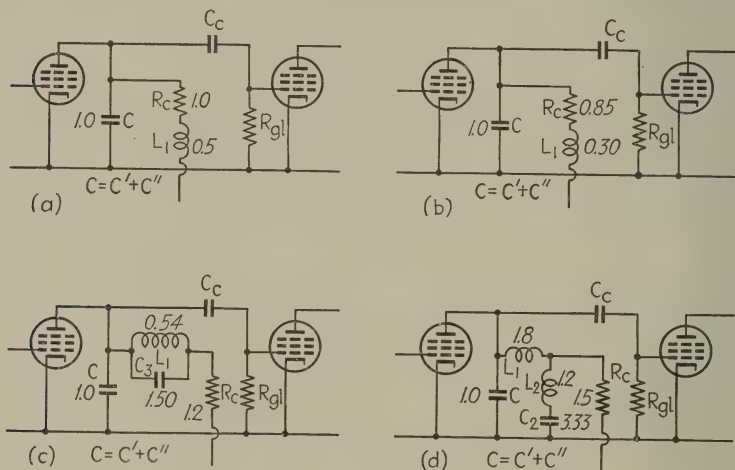 C_c
R_c 1.0
1.0 C
L_1 0.5
R_gl
C=C'+C"
(a)
C_c
R_c 0.85
1.0 C
L_1 0.30
R_gl
C=C'+C"
(b)
C_c
0.54
L_1
C_3
C
1.0
1.50
1.2
R_c
R_gl
(c)
C=C'+C"
C_c
1.8
L_1
L_2
1.2
1.0 C
1.5
R_c
R_gl
C_2 3.33
C=C'+C"
(d)